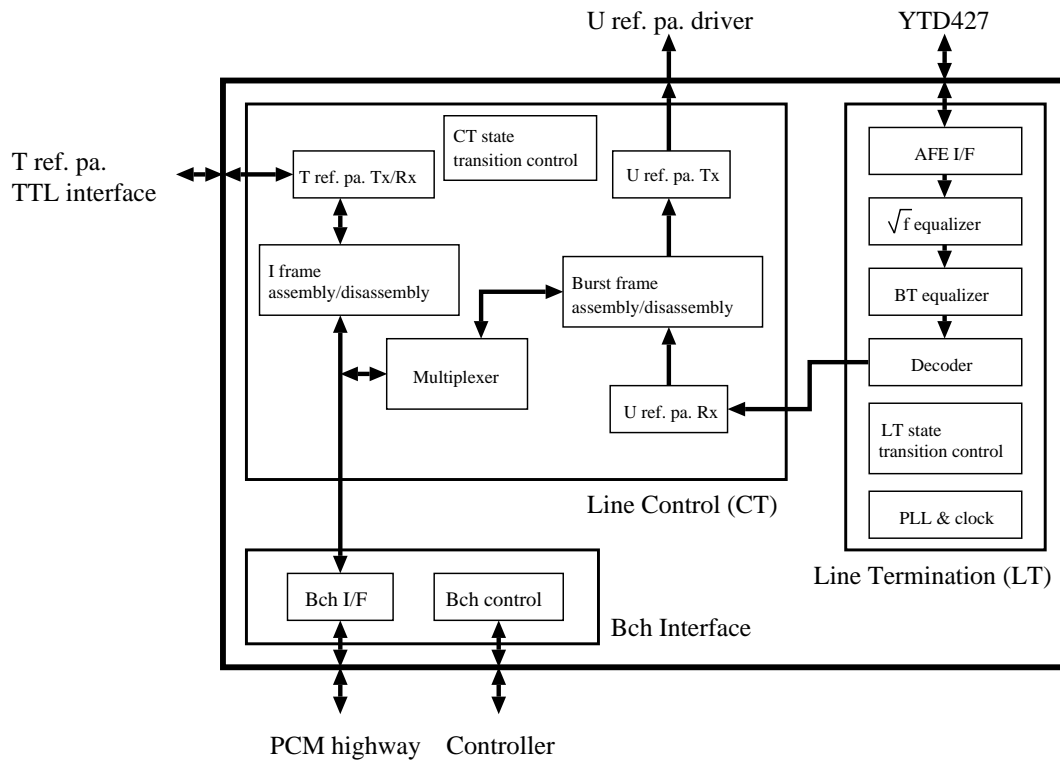 U ref. pa. driver
YTD427
T ref. pa.
TTL interface
CT state
transition control
T ref. pa. Tx/Rx
U ref. pa. Tx
I frame
assembly/disassembly
Burst frame
assembly/disassembly
Multiplexer
U ref. pa. Rx
Line Control (CT)
AFE I/F
√f equalizer
BT equalizer
Decoder
LT state
transition control
PLL & clock
Line Termination (LT)
Bch I/F
Bch control
Bch Interface
PCM highway
Controller